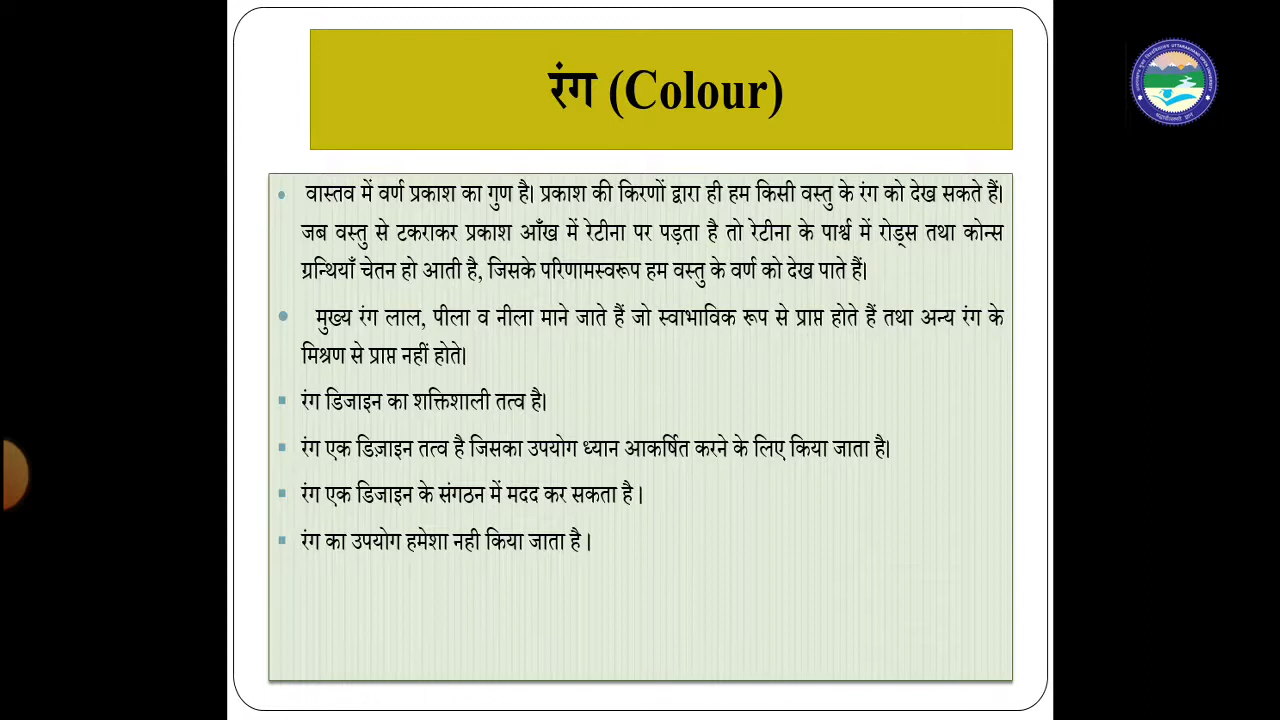 रंग (Colour)
वास्तव में वर्ण प्रकाश का गुण है। प्रकाश की किरणों द्वारा ही हम किसी वस्तु के रंग को देख सकते हैं।
जब वस्तु से टकराकर प्रकाश आँख में रेटीना पर पड़ता है तो रेटीना के पार्श्व में रोड्स तथा कोन्स
ग्रन्थियाँ चेतन हो आती है, जिसके परिणामस्वरूप हम वस्तु के वर्ण को देख पाते हैं।
मुख्य रंग लाल, पीला व नीला माने जाते हैं जो स्वाभाविक रूप से प्राप्त होते हैं तथा अन्य रंग के
मिश्रण से प्राप्त नहीं होते।
रंग डिजाइन का शक्तिशाली तत्व है।
रंग एक डिज़ाइन तत्व है जिसका उपयोग ध्यान आकर्षित करने के लिए किया जाता है।
रंग एक डिजाइन के संगठन में मदद कर सकता है ।
रंग का उपयोग हमेशा नही किया जाता है ।